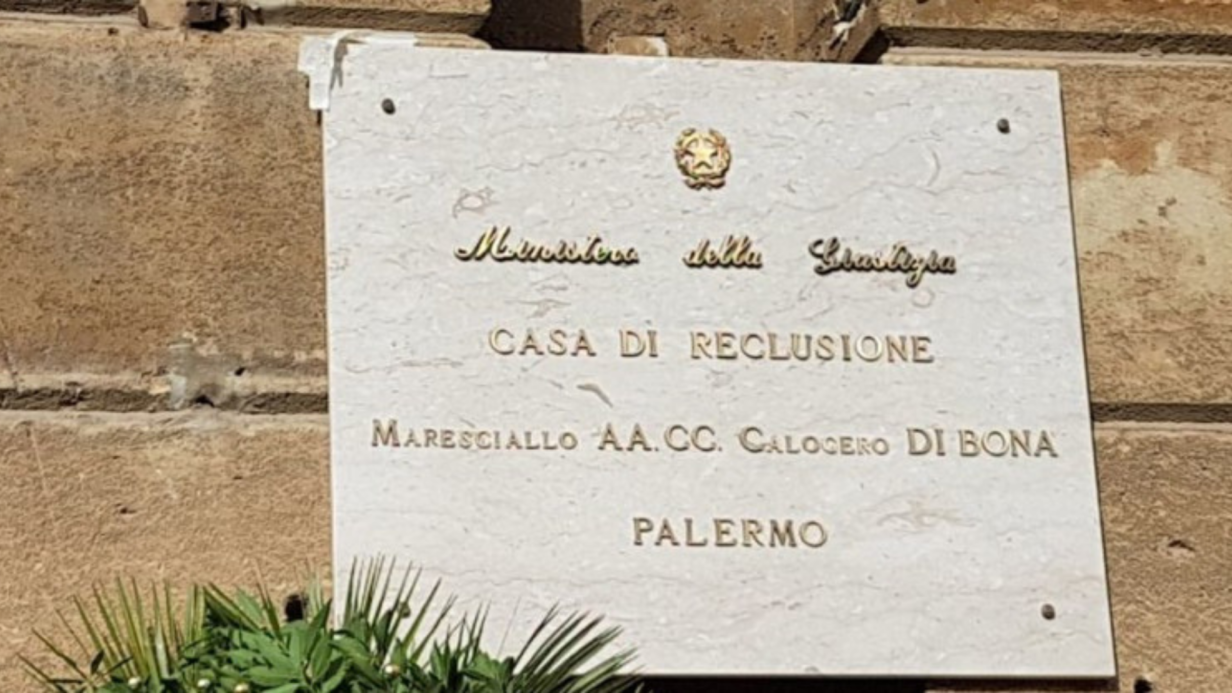 Ministero della Giustizia
CASA DI RECLUSIONE
MARESCIALLO AA.CC. CALOGERO DI BONA
PALERMO